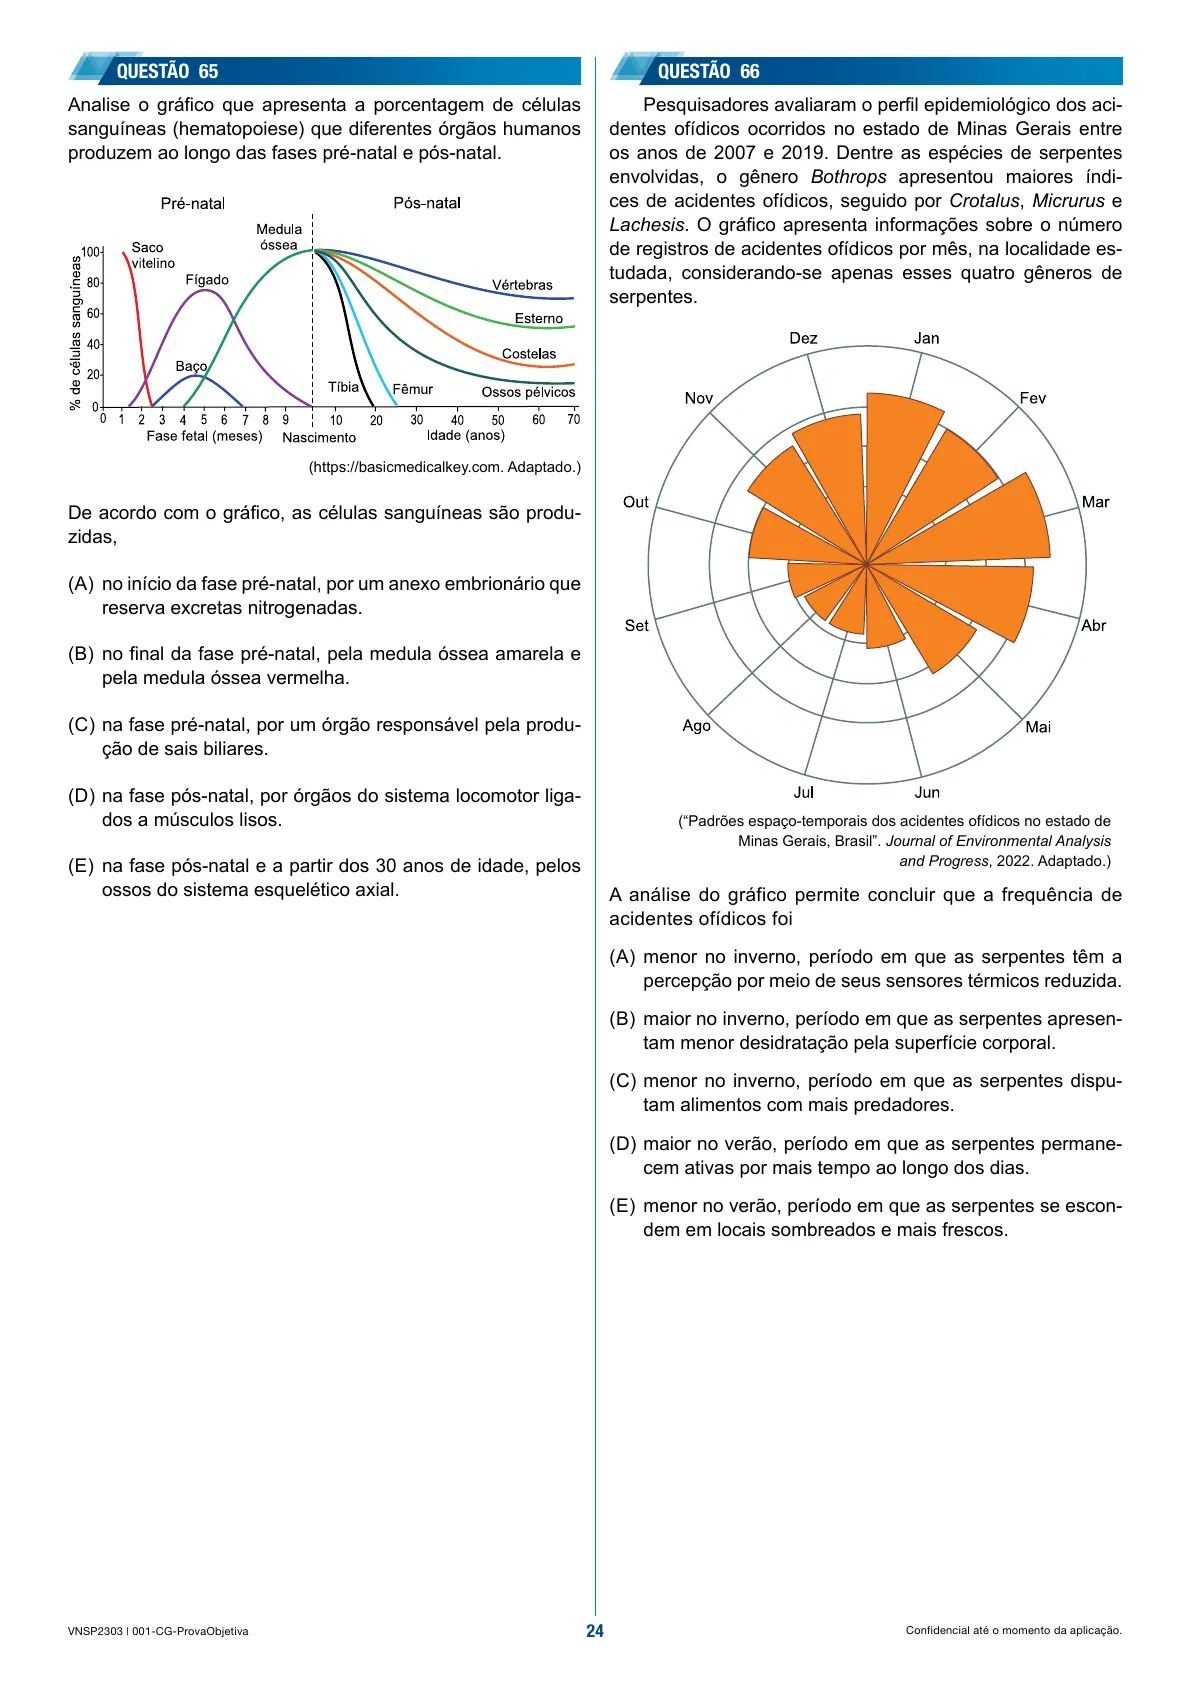 QUESTÃO 65
Analise o gráfico que apresenta a porcentagem de células
sanguíneas (hematopoiese) que diferentes órgãos humanos
produzem ao longo das fases pré-natal e pós-natal.
Pré-natal
Pós-natal
% de células sanguíneas
100
80
60
40
20
0
Saco
vitelino
Fígado
Baço
Medula
óssea
Vértebras
Esterno
Costelas
Ossos pélvicos
Tíbia
Fêmur
0 1 2 3 4 5 6 7 8 9
10 20 30 40 50 60 70
Fase fetal (meses)
Nascimento
Idade (anos)
(https://basicmedicalkey.com. Adaptado.)
De acordo com o gráfico, as células sanguíneas são produ-
zidas,
(A) no início da fase pré-natal, por um anexo embrionário que
reserva excretas nitrogenadas.
(B) no final da fase pré-natal, pela medula óssea amarela e
pela medula óssea vermelha.
(C) na fase pré-natal, por um órgão responsável pela produ-
ção de sais biliares.
(D) na fase pós-natal, por órgãos do sistema locomotor liga-
dos a músculos lisos.
(E) na fase pós-natal e a partir dos 30 anos de idade, pelos
ossos do sistema esquelético axial.
QUESTÃO 66
Pesquisadores avaliaram o perfil epidemiológico dos aci-
dentes ofídicos ocorridos no estado de Minas Gerais entre
os anos de 2007 e 2019. Dentre as espécies de serpentes
envolvidas, o gênero Bothrops apresentou maiores índi-
ces de acidentes ofídicos, seguido por Crotalus, Micrurus e
Lachesis. O gráfico apresenta informações sobre o número
de registros de acidentes ofídicos por mês, na localidade es-
tudada, considerando-se apenas esses quatro gêneros de
serpentes.
Dez
Jan
Nov
Fev
Out
Mar
Set
Abr
Ago
Mai
Jul
Jun
(“Padrões espaço-temporais dos acidentes ofídicos no estado de
Minas Gerais, Brasil”. Journal of Environmental Analysis
and Progress, 2022. Adaptado.)
A análise do gráfico permite concluir que a frequência de
acidentes ofídicos foi
(A) menor no inverno, período em que as serpentes têm a
percepção por meio de seus sensores térmicos reduzida.
(B) maior no inverno, período em que as serpentes apresen-
tam menor desidratação pela superfície corporal.
(C) menor no inverno, período em que as serpentes dispu-
tam alimentos com mais predadores.
(D) maior no verão, período em que as serpentes permane-
cem ativas por mais tempo ao longo dos dias.
(E) menor no verão, período em que as serpentes se escon-
dem em locais sombreados e mais frescos.
VNSP2303 | 001-CG-ProvaObjetiva
24
Confidencial até o momento da aplicação.